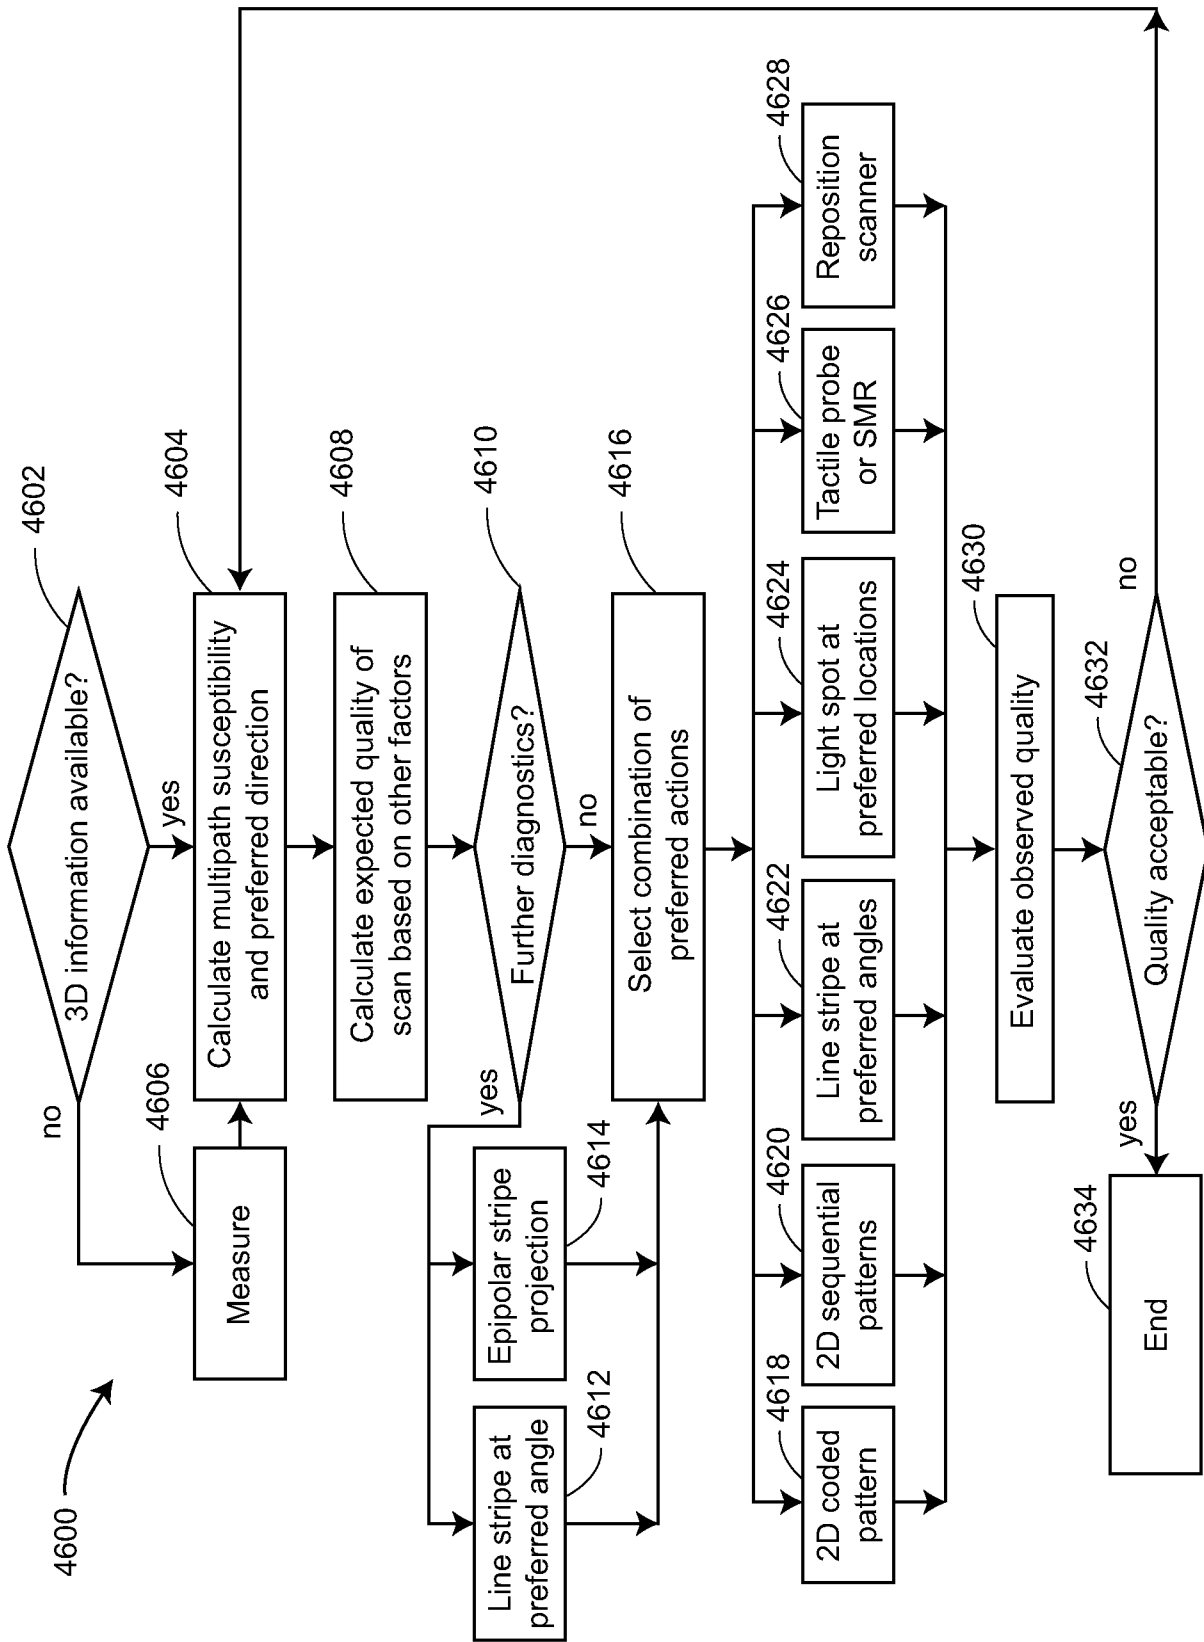 4600
4602
3D information available?
no
yes
4606
Measure
4604
Calculate multipath susceptibility
and preferred direction
4608
Calculate expected quality of
scan based on other factors
4610
Further diagnostics?
yes
no
4612
Line stripe at
preferred angle
4614
Epipolar stripe
projection
4616
Select combination of
preferred actions
4618
2D coded
pattern
4620
2D sequential
patterns
4622
Line stripe at
preferred angles
4624
Light spot at
preferred locations
4626
Tactile probe
or SMR
4628
Reposition
scanner
4630
Evaluate observed quality
4632
Quality acceptable?
yes
no
4634
End